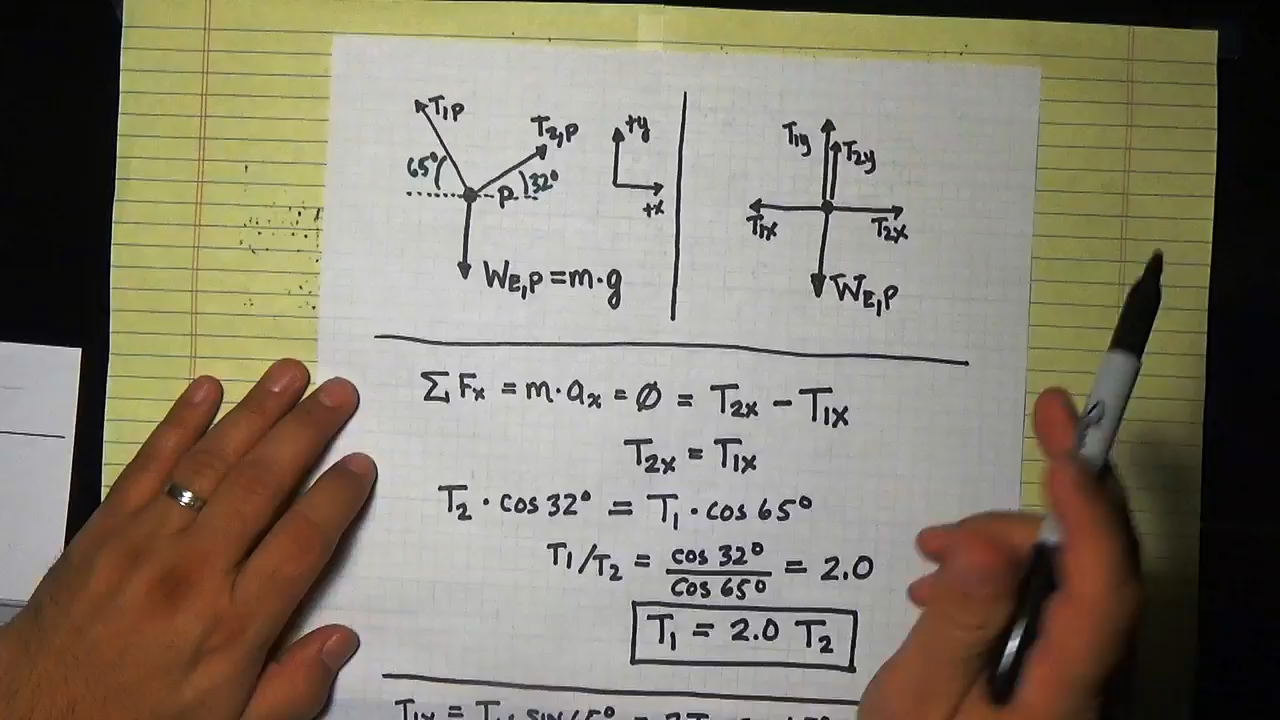 T1P
T2,P
+y
65°
P
32°
+x
WE,P = m·g
T1y
T2y
T1x
T2x
WE,P
ΣFx = m·ax = Ø = T2x − T1x
T2x = T1x
T2 · cos 32° = T1 · cos 65°
T1/T2 = cos 32° / cos 65° = 2.0
T1 = 2.0 T2